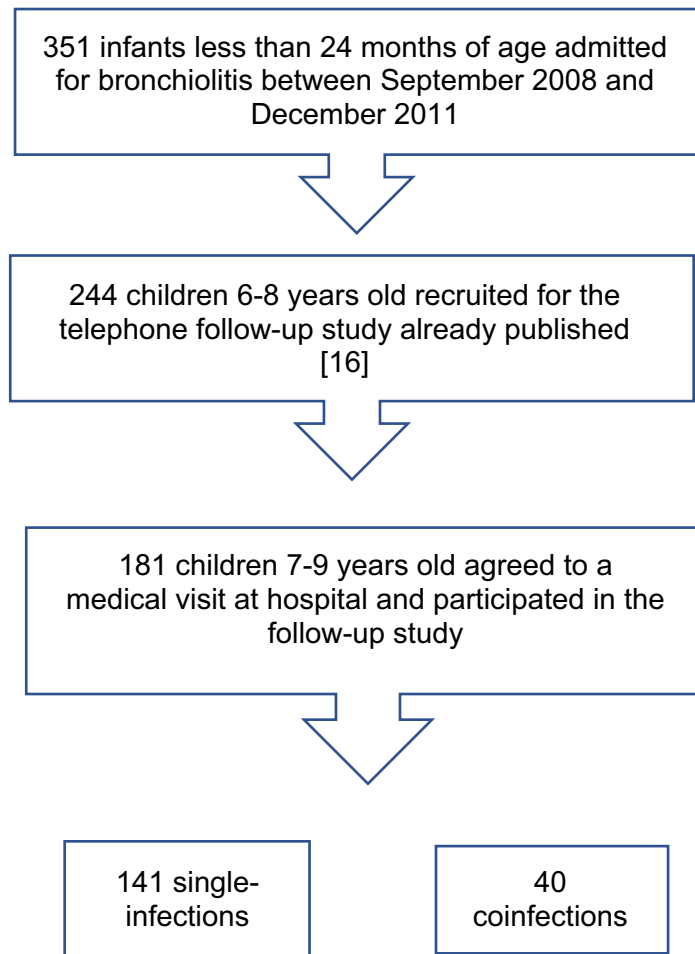 351 infants less than 24 months of age admitted
for bronchiolitis between September 2008 and
December 2011
244 children 6-8 years old recruited for the
telephone follow-up study already published
[16]
181 children 7-9 years old agreed to a
medical visit at hospital and participated in the
follow-up study
141 single-
infections
40
coinfections